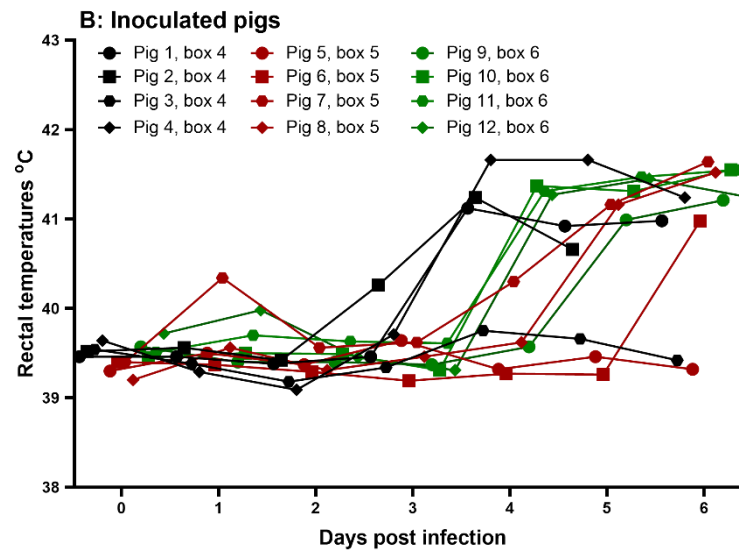 B: Inoculated pigs
Pig 1, box 4
Pig 5, box 5
Pig 9, box 6
Pig 2, box 4
Pig 6, box 5
Pig 10, box 6
Pig 3, box 4
Pig 7, box 5
Pig 11, box 6
Pig 4, box 4
Pig 8, box 5
Pig 12, box 6
Rectal temperatures °C
43
42
41
40
39
38
0 1 2 3 4 5 6
Days post infection